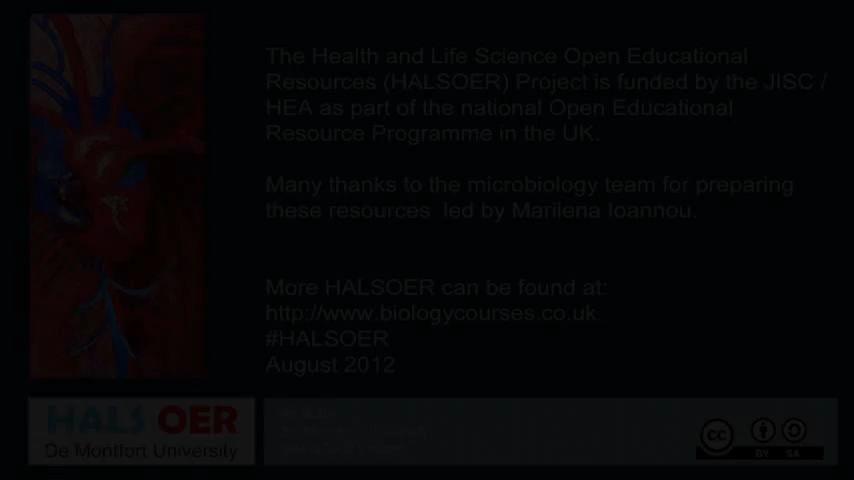 The Health and Life Science Open Educational
Resources (HALSOER) Project is funded by the JISC /
HEA as part of the national Open Educational
Resource Programme in the UK.
Many thanks to the microbiology team for preparing
these resources led by Marilena Ioannou.
More HALSOER can be found at:
http://www.biologycourses.co.uk
#HALSOER
August 2012
HALS OER
De Montfort University
CC
BY SA